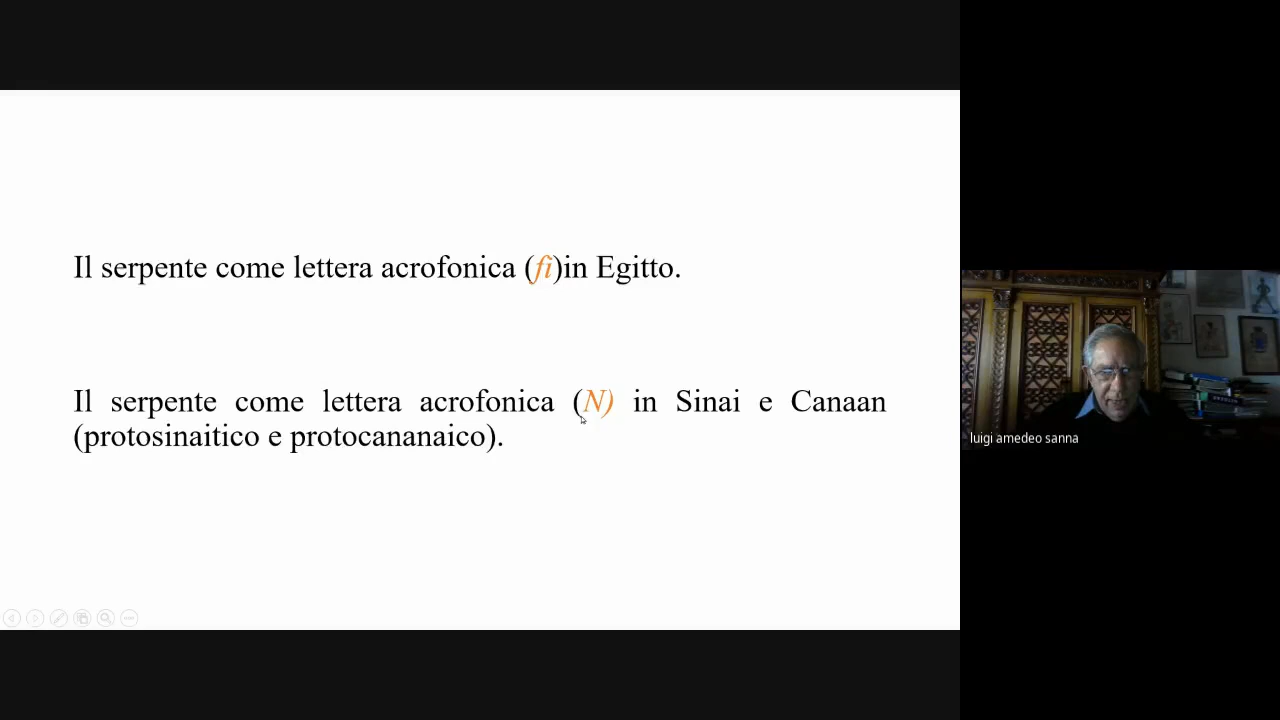 Il serpente come lettera acrofonica (fi)in Egitto.
Il serpente come lettera acrofonica (N) in Sinai e Canaan
(protosinaitico e protocananaico).
luigi amedeo sanna